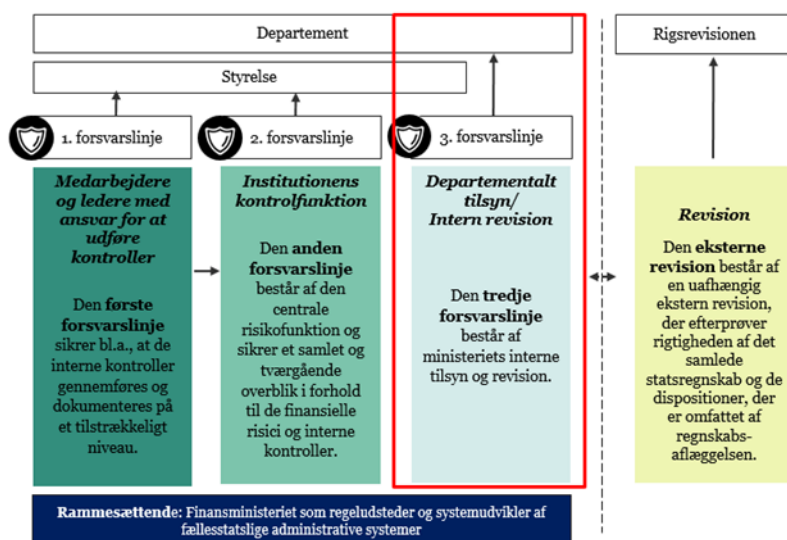 Departement
Rigsrevisionen
Styrelse
1. forsvarslinje
2. forsvarslinje
3. forsvarslinje
Medarbejdere
og ledere med
ansvar for at
udføre
kontroller
Den første
forsvarslinje
sikrer bl.a., at de
interne kontroller
gennemføres og
dokumenteres på
et tilstrækkeligt
niveau.
Institutionens
kontrolfunktion
Den anden
forsvarslinje
består af den
centrale
risikofunktion og
sikrer et samlet og
tværgående
overblik i forhold
til de finansielle
risici og interne
kontroller.
Departementalt
tilsyn/
Intern revision
Den tredje
forsvarslinje
består af
ministeriets interne
tilsyn og revision.
Revision
Den eksterne
revision består af
en uafhængig
ekstern revision,
der efterprøver
rigtigheden af det
samlede
statsregnskab og de
dispositioner, der
er omfattet af
regnskabs-
aflæggelsen.
Rammesættende: Finansministeriet som regeludsteder og systemudvikler af
fællesstatslige administrative systemer